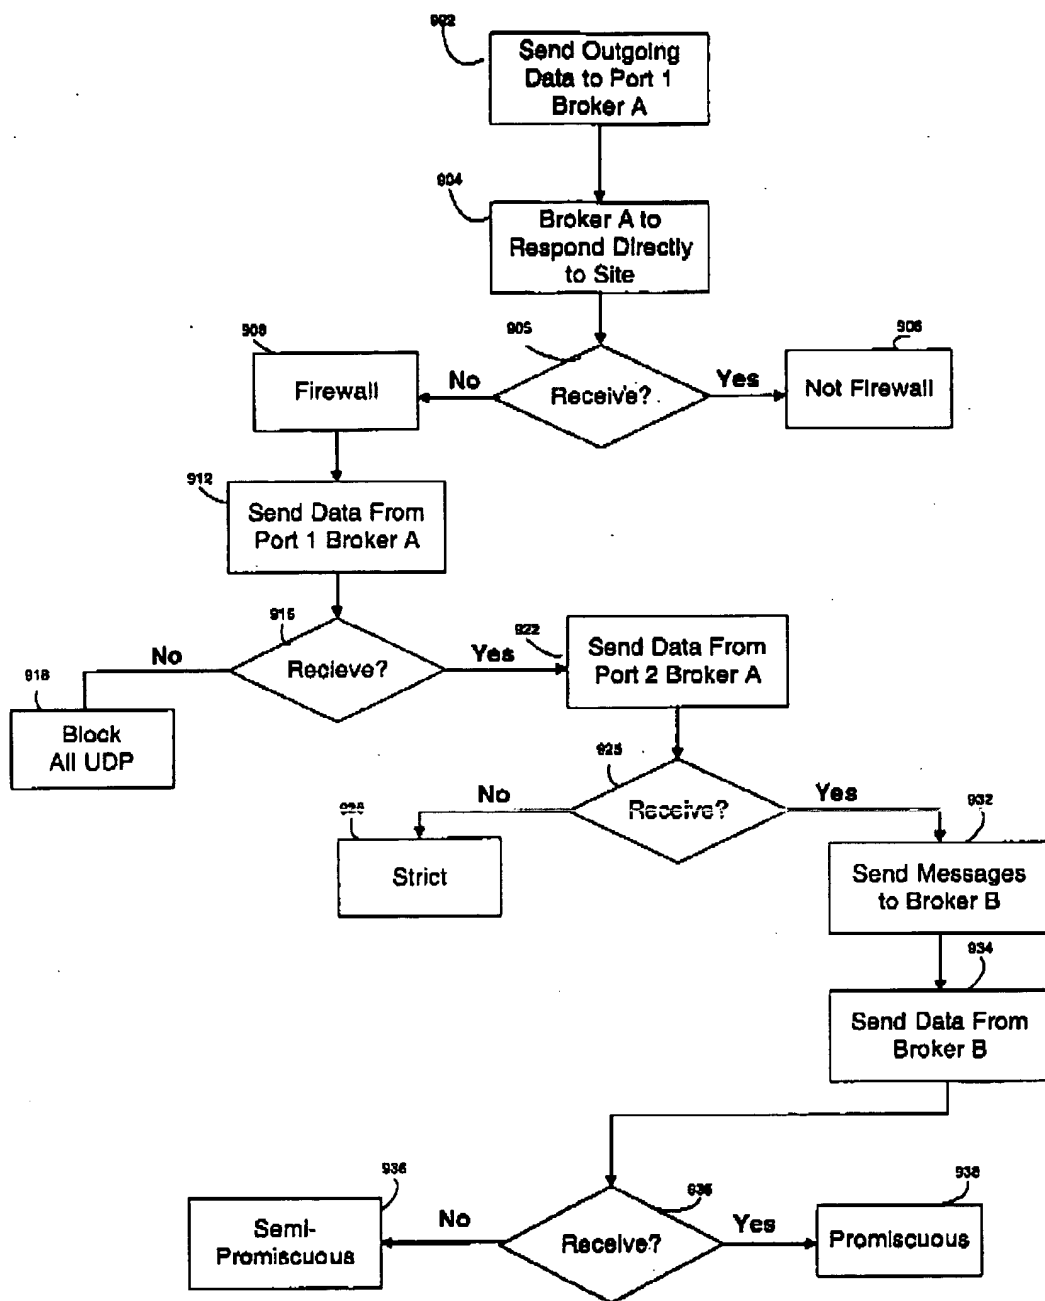 902
Send Outgoing
Data to Port 1
Broker A
904
Broker A to
Respond Directly
to Site
905
Receive?
No
Yes
909
Firewall
906
Not Firewall
912
Send Data From
Port 1 Broker A
915
Recieve?
No
Yes
918
Block
All UDP
922
Send Data From
Port 2 Broker A
925
Receive?
No
Yes
Strict
932
Send Messages
to Broker B
934
Send Data From
Broker B
Receive?
No
Yes
936
Semi-
Promiscuous
938
Promiscuous